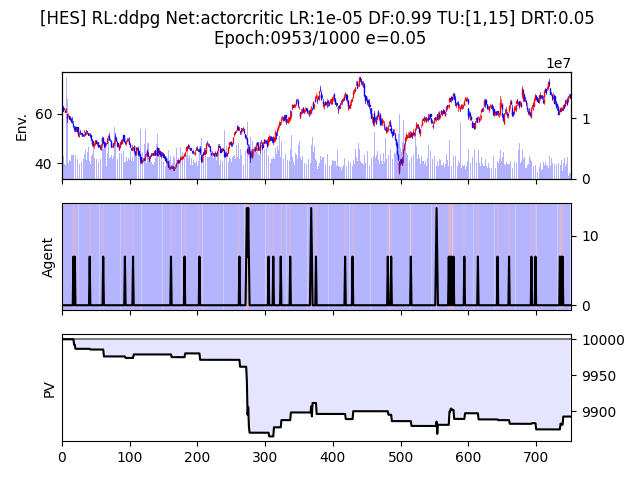 [HES] RL:ddpg Net:actorcritic LR:1e-05 DF:0.99 TU:[1,15] DRT:0.05
Epoch:0953/1000 e=0.05
1e7
Env.
60
40
1
0
Agent
10
0
PV
10000
9950
9900
0 100 200 300 400 500 600 700